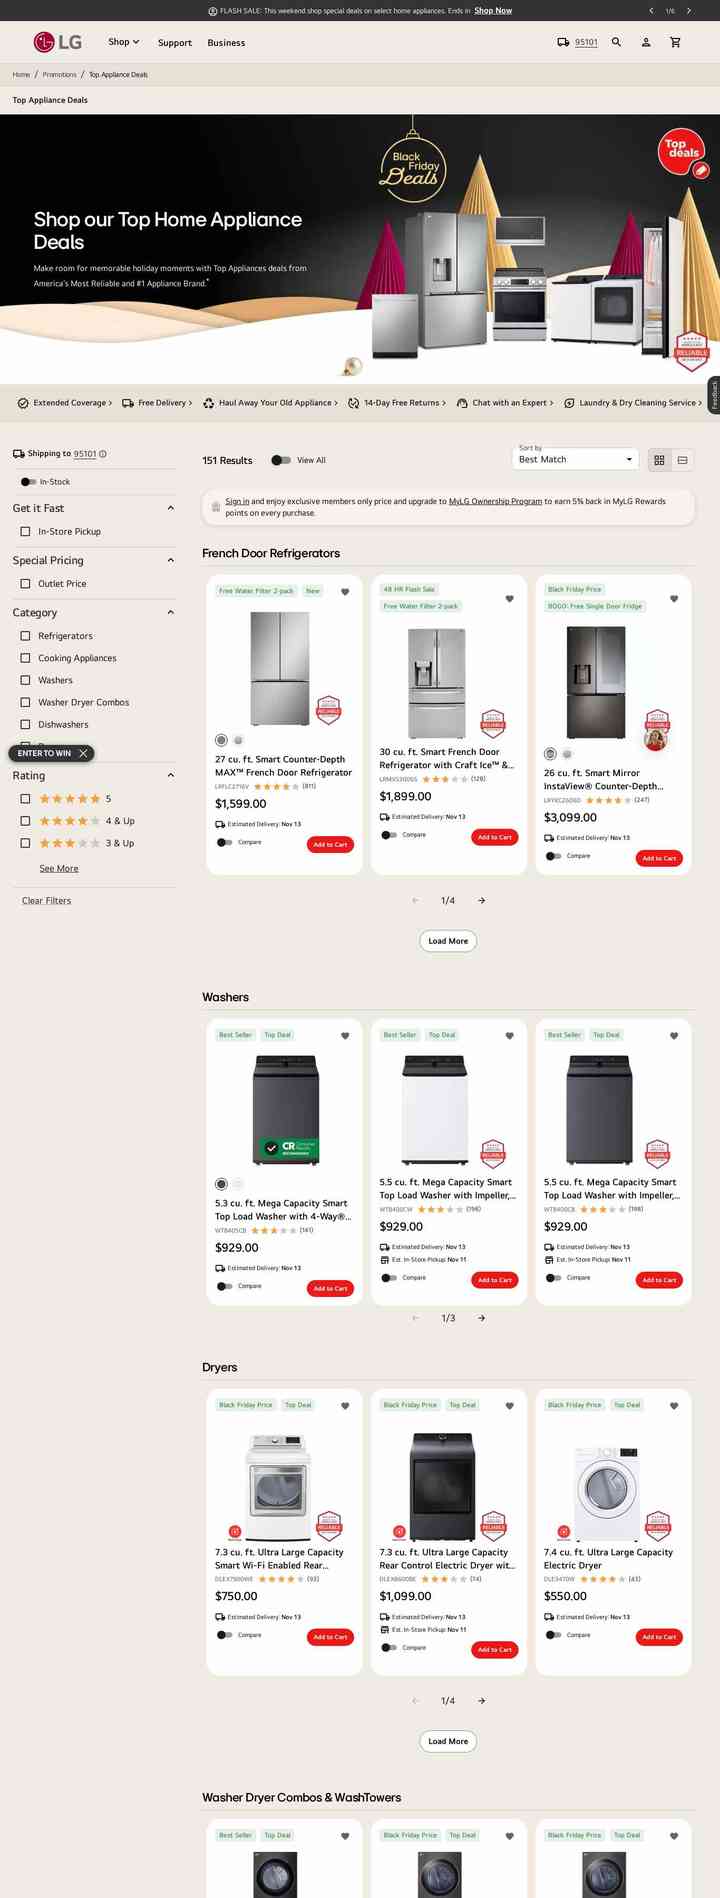 FLASH SALE: This weekend shop special deals on select home appliances. Ends in Shop Now
1/6
LG
Shop
Support
Business
95101
Home / Promotions / Top Appliance Deals
Top Appliance Deals
Black
Friday
Deals
Top
deals
Shop our Top Home Appliance
Deals
Make room for memorable holiday moments with Top Appliances deals from
America's Most Reliable and #1 Appliance Brand.*
RELIABLE
Feedback
Extended Coverage >
Free Delivery >
Haul Away Your Old Appliance >
14-Day Free Returns >
Chat with an Expert >
Laundry & Dry Cleaning Service >
Shipping to 95101
In-Stock
Get it Fast
In-Store Pickup
Special Pricing
Outlet Price
Category
Refrigerators
Cooking Appliances
Washers
Washer Dryer Combos
Dishwashers
ENTER TO WIN
Rating
5
4 & Up
3 & Up
See More
Clear Filters
151 Results
View All
Sort by
Best Match
Sign in and enjoy exclusive members only price and upgrade to MyLG Ownership Program to earn 5% back in MyLG Rewards
points on every purchase.
French Door Refrigerators
Free Water Filter 2-pack
New
RELIABLE
27 cu. ft. Smart Counter-Depth
MAX™ French Door Refrigerator
LRFLC2716V
(811)
$1,599.00
Estimated Delivery: Nov 13
Compare
Add to Cart
48 HR Flash Sale
Free Water Filter 2-pack
RELIABLE
30 cu. ft. Smart French Door
Refrigerator with Craft Ice™ &...
(128)
$1,899.00
Estimated Delivery: Nov 13
Compare
Add to Cart
Black Friday Price
BOGO: Free Single Door Fridge
RELIABLE
26 cu. ft. Smart Mirror
InstaView® Counter-Depth...
LRYKC2606D
(247)
$3,099.00
Estimated Delivery: Nov 13
Compare
Add to Cart
1/4
Load More
Washers
Best Seller
Top Deal
CR
5.3 cu. ft. Mega Capacity Smart
Top Load Washer with 4-Way®...
WT8405CB
(141)
$929.00
Estimated Delivery: Nov 13
Compare
Add to Cart
Best Seller
Top Deal
RELIABLE
5.5 cu. ft. Mega Capacity Smart
Top Load Washer with Impeller,...
WT8400CW
(198)
$929.00
Estimated Delivery: Nov 13
Est. In-Store Pickup: Nov 11
Compare
Add to Cart
Best Seller
Top Deal
RELIABLE
5.5 cu. ft. Mega Capacity Smart
Top Load Washer with Impeller,...
WT8400CB
(198)
$929.00
Estimated Delivery: Nov 13
Est. In-Store Pickup: Nov 11
Compare
Add to Cart
1/3
Dryers
Black Friday Price
Top Deal
RELIABLE
7.3 cu. ft. Ultra Large Capacity
Smart Wi-Fi Enabled Rear...
DLEX7900WE
(93)
$750.00
Estimated Delivery: Nov 13
Compare
Add to Cart
Black Friday Price
Top Deal
RELIABLE
7.3 cu. ft. Ultra Large Capacity
Rear Control Electric Dryer wit...
DLEX8600BE
(74)
$1,099.00
Estimated Delivery: Nov 13
Est. In-Store Pickup: Nov 11
Compare
Add to Cart
Black Friday Price
Top Deal
RELIABLE
7.4 cu. ft. Ultra Large Capacity
Electric Dryer
DLE3470W
(43)
$550.00
Estimated Delivery: Nov 13
Compare
Add to Cart
1/4
Load More
Washer Dryer Combos & WashTowers
Best Seller
Top Deal
Black Friday Price
Top Deal
Black Friday Price
Top Deal